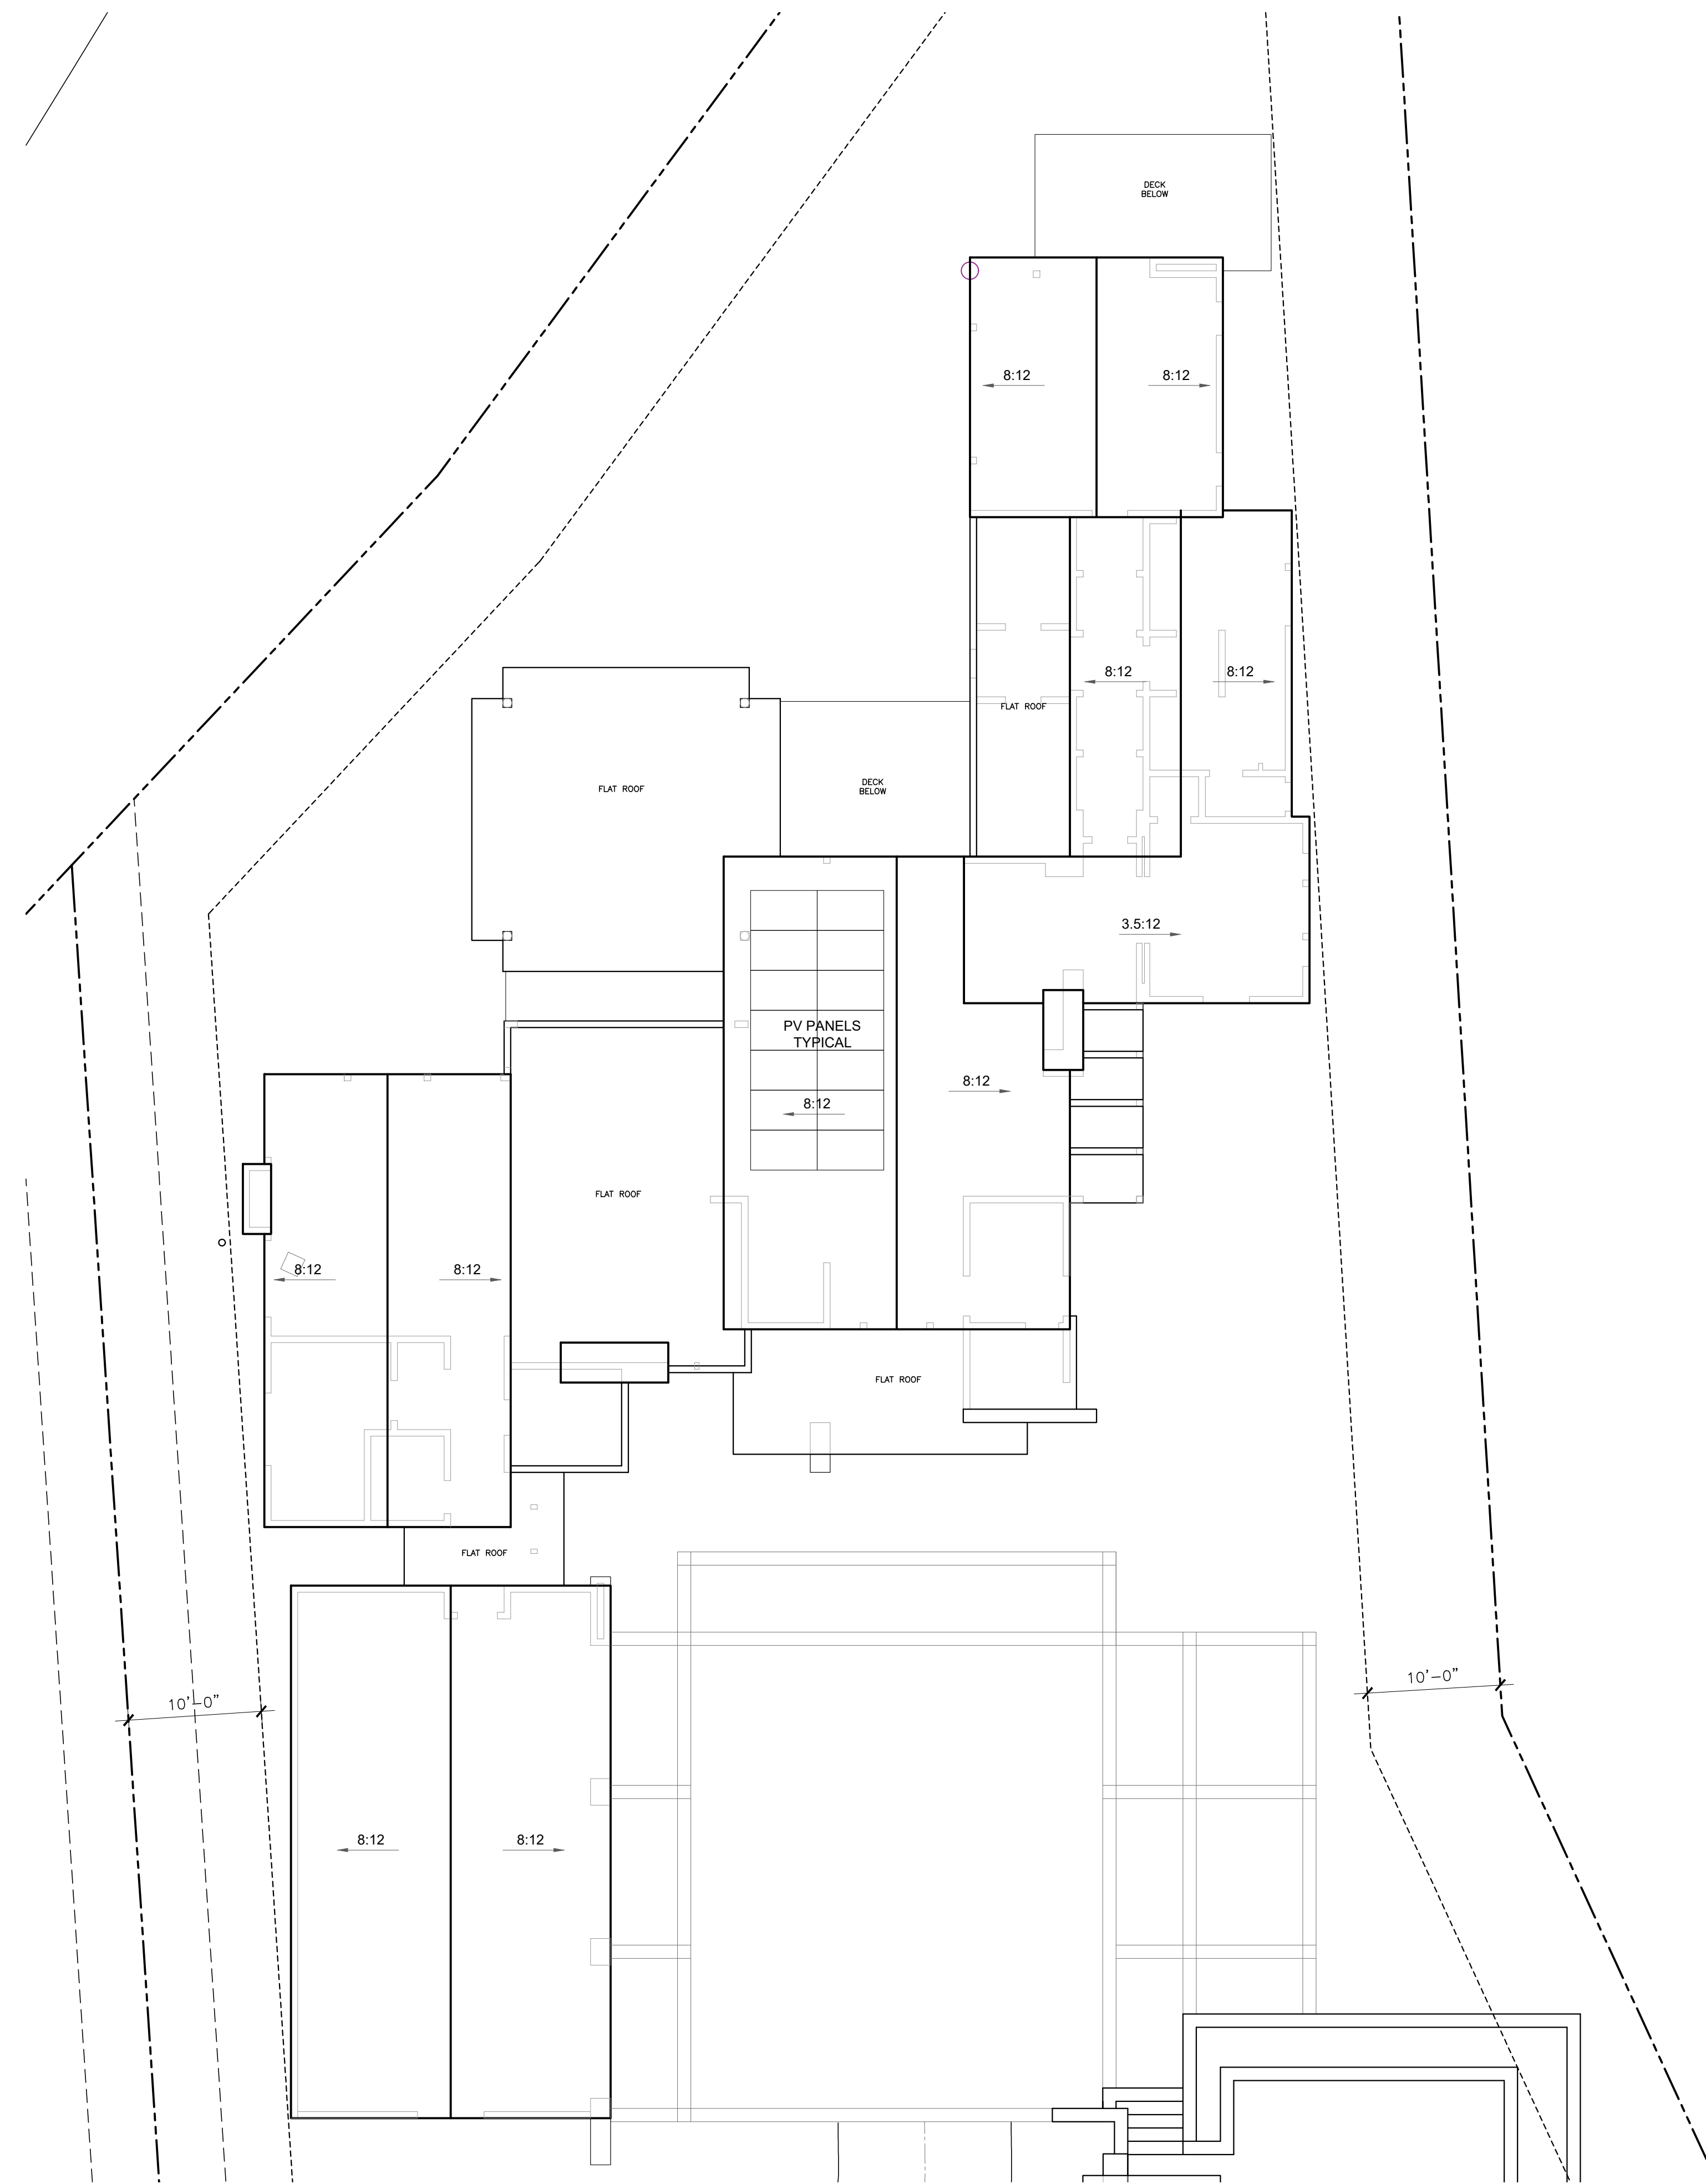 DECK
BELOW
8:12
8:12
8:12
8:12
FLAT ROOF
FLAT ROOF
DECK
BELOW
3.5:12
PV PANELS
TYPICAL
8:12
8:12
FLAT ROOF
8:12
8:12
FLAT ROOF
FLAT ROOF
10'-0"
10'-0"
8:12
8:12